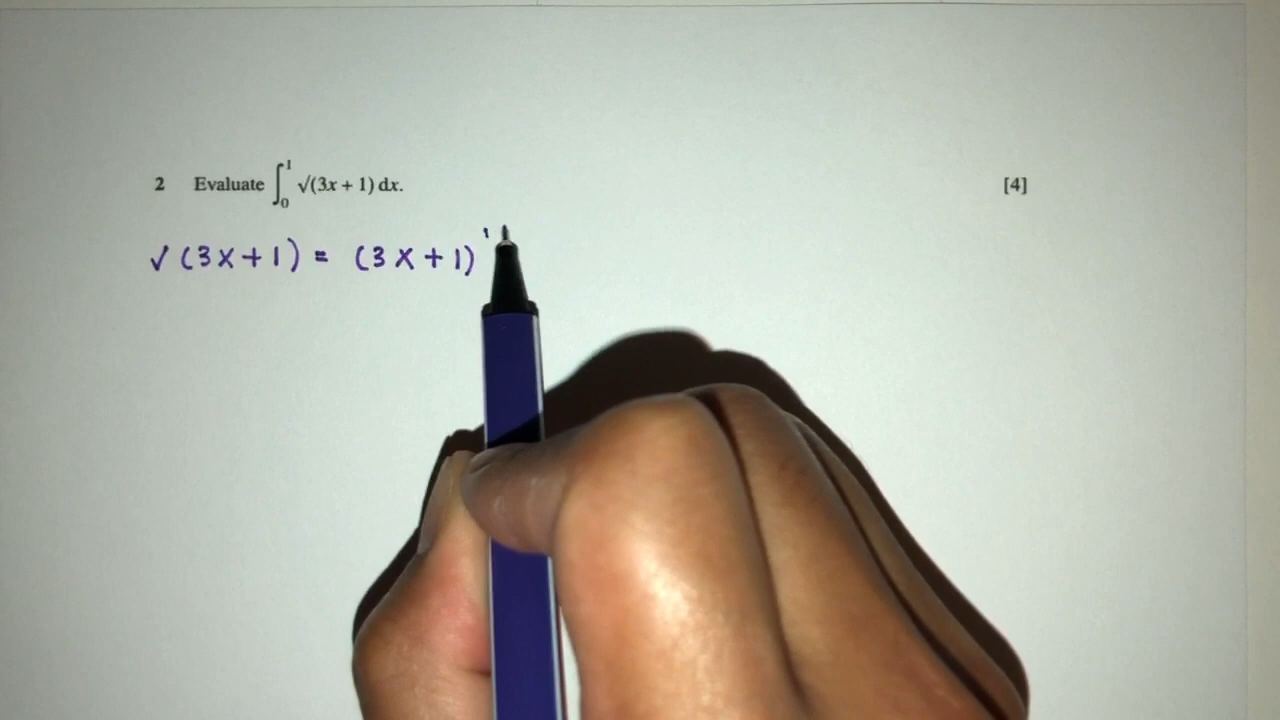 2 Evaluate ∫₀¹ √(3x + 1) dx. [4]
√(3x+1) = (3x+1)'